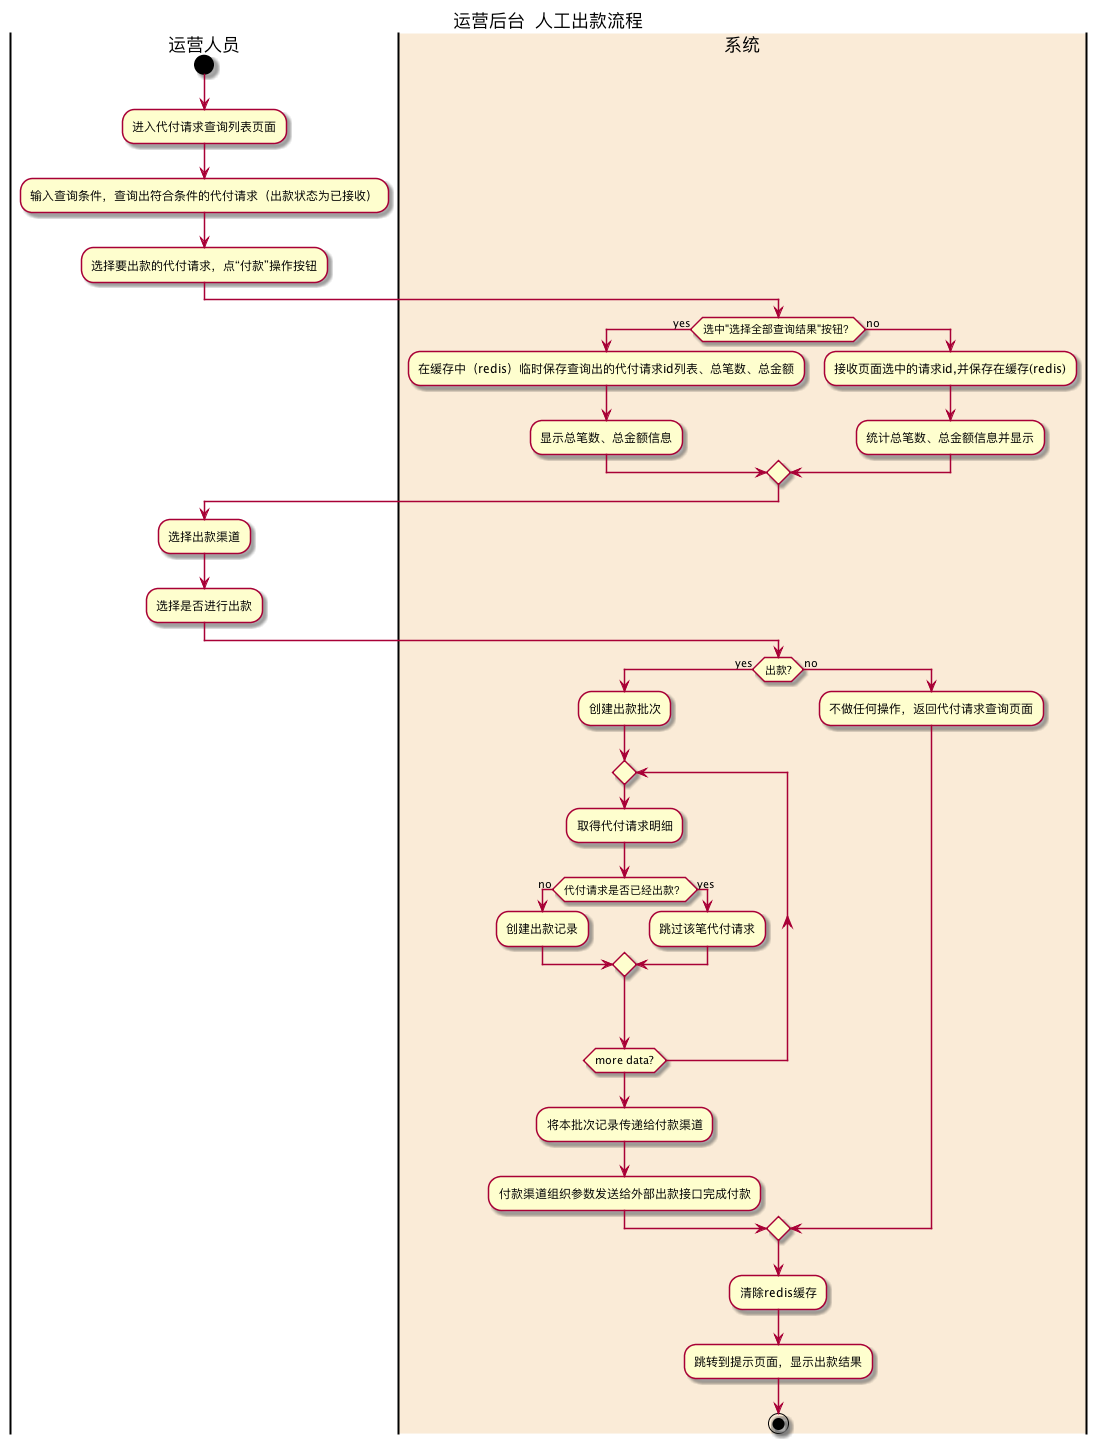 运营后台 人工出款流程
运营人员
系统
进入代付请求查询列表页面
输入查询条件，查询出符合条件的代付请求（出款状态为已接收）
选择要出款的代付请求，点“付款”操作按钮
选中"选择全部查询结果"按钮?
yes
no
在缓存中（redis）临时保存查询出的代付请求id列表、总笔数、总金额
接收页面选中的请求id,并保存在缓存(redis)
显示总笔数、总金额信息
统计总笔数、总金额信息并显示
选择出款渠道
选择是否进行出款
出款?
yes
no
创建出款批次
不做任何操作，返回代付请求查询页面
取得代付请求明细
代付请求是否已经出款?
no
yes
创建出款记录
跳过该笔代付请求
more data?
将本批次记录传递给付款渠道
付款渠道组织参数发送给外部出款接口完成付款
清除redis缓存
跳转到提示页面，显示出款结果